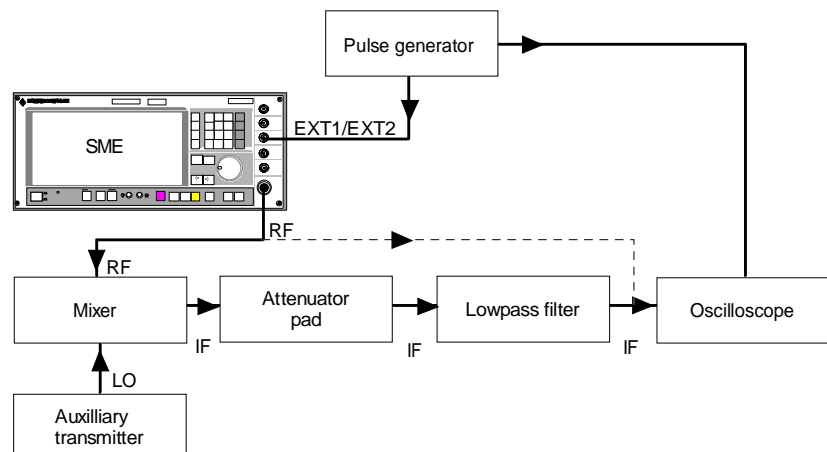 Pulse generator
SME
EXT1/EXT2
RF
RF
Mixer
Attenuator
pad
Lowpass filter
Oscilloscope
IF
IF
IF
LO
Auxilliary
transmitter